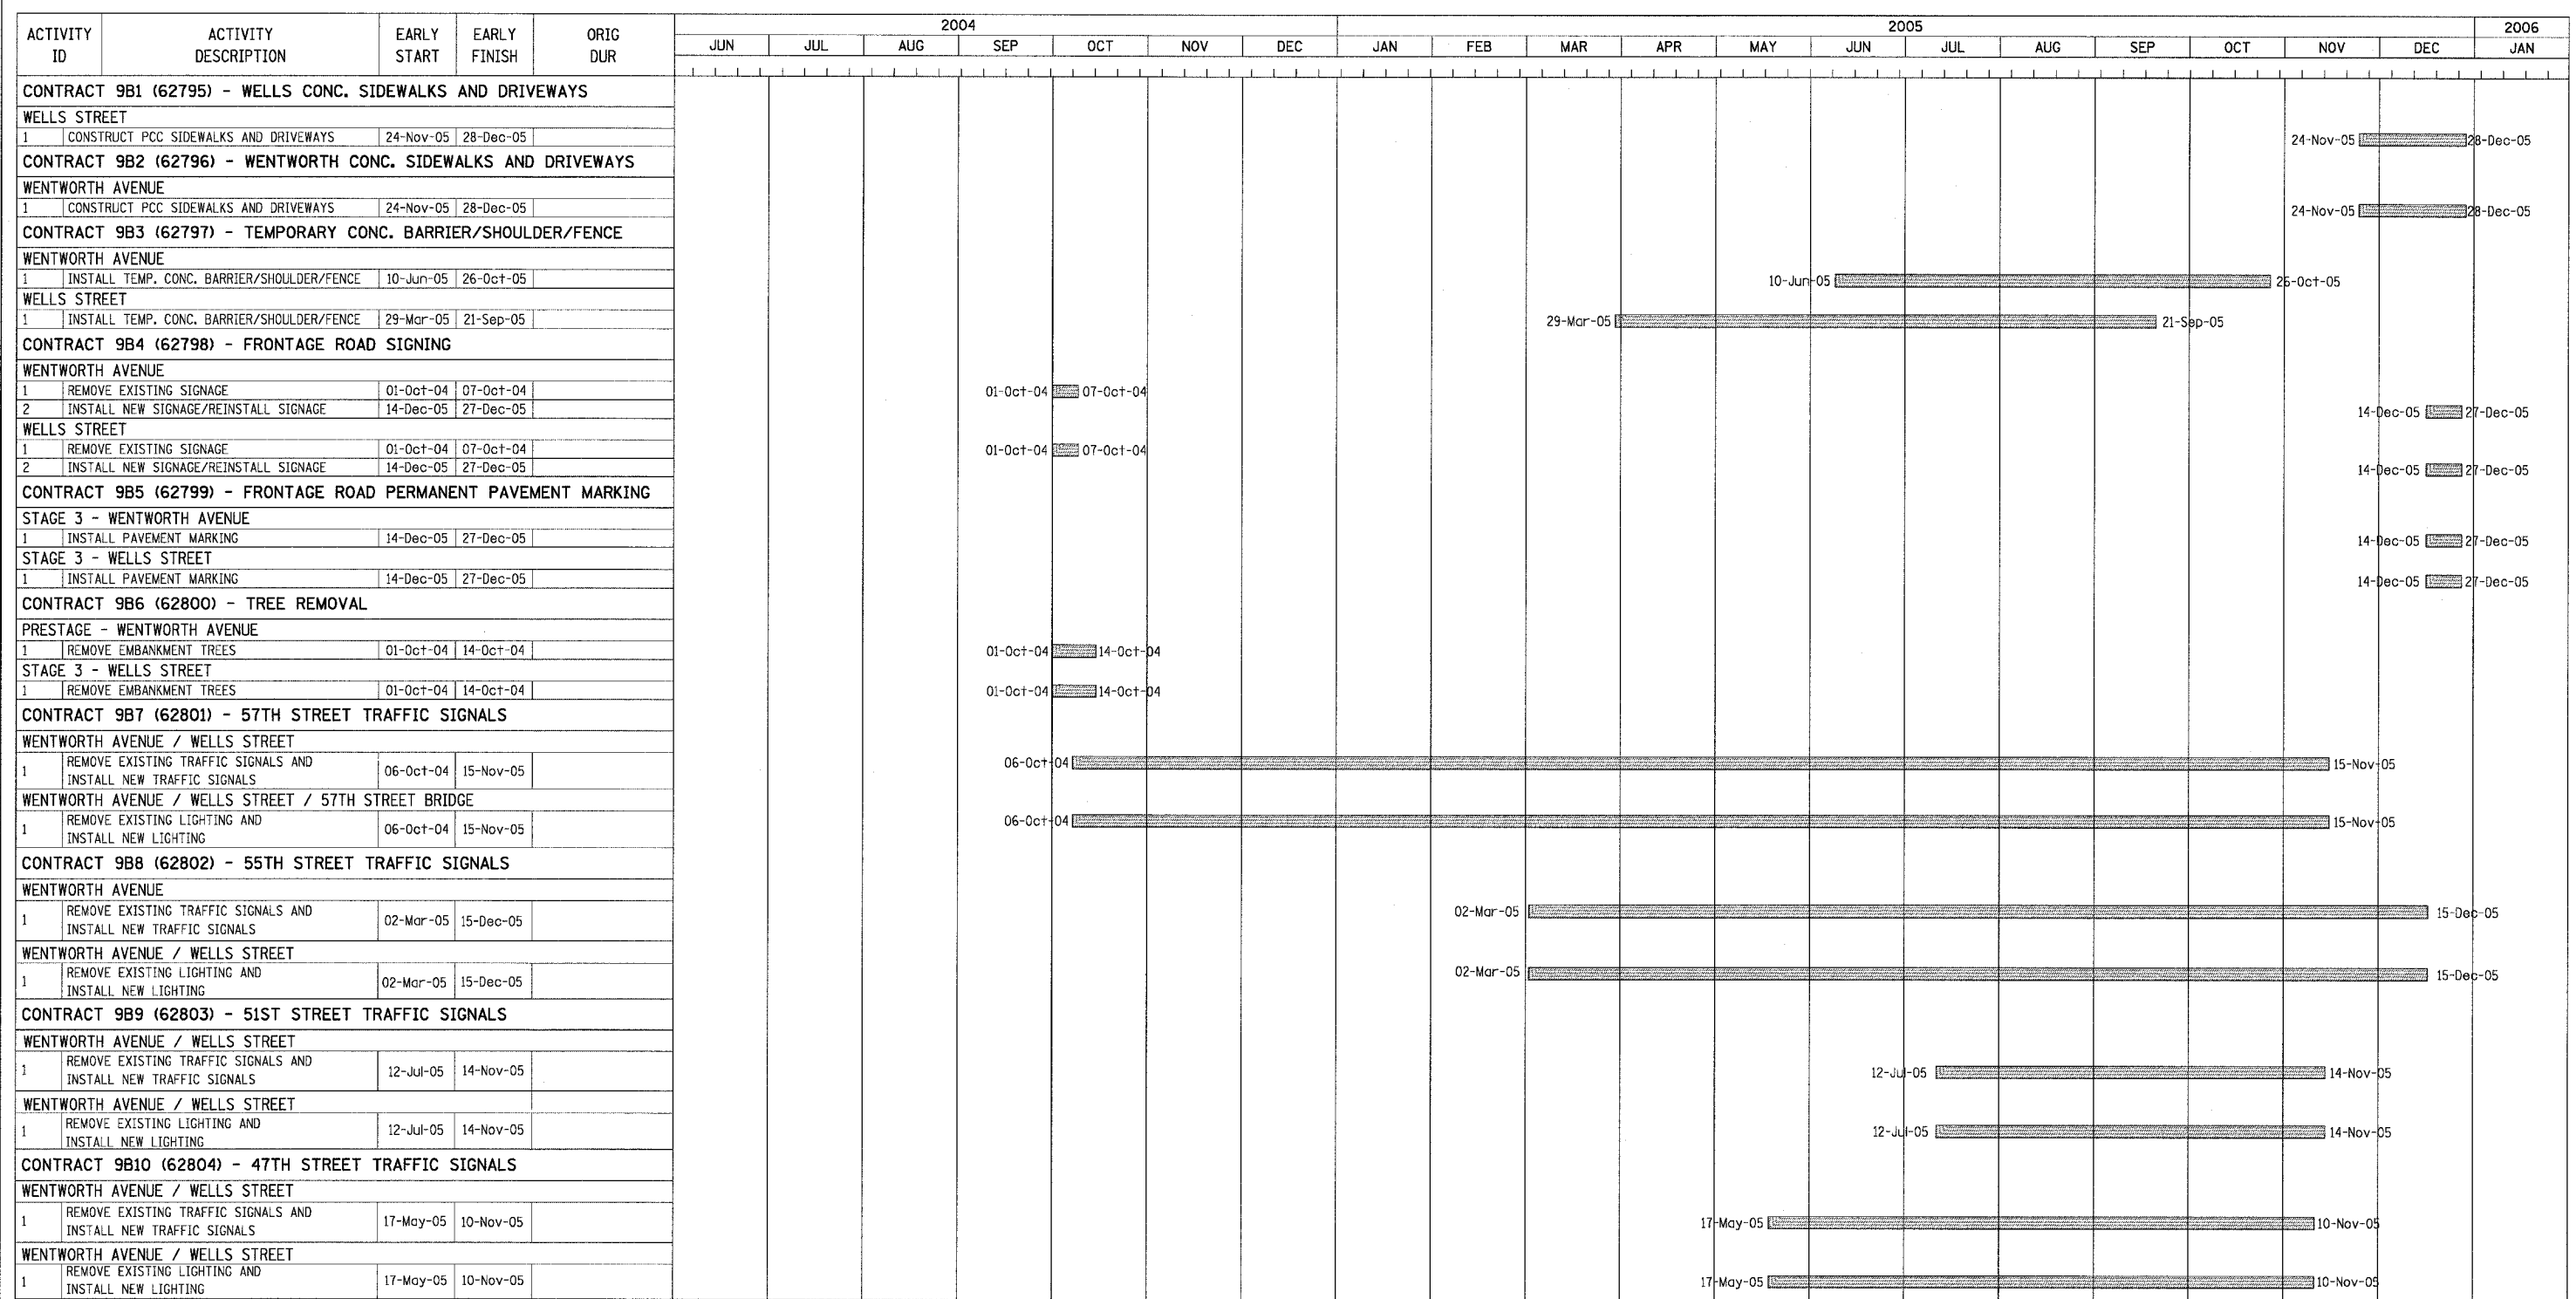 ACTIVITY ID ACTIVITY DESCRIPTION EARLY START EARLY FINISH ORIG DUR
2004 2005 2006
JUN JUL AUG SEP OCT NOV DEC JAN FEB MAR APR MAY JUN JUL AUG SEP OCT NOV DEC JAN
CONTRACT 9B1 (62795) - WELLS CONC. SIDEWALKS AND DRIVEWAYS
WELLS STREET
1 CONSTRUCT PCC SIDEWALKS AND DRIVEWAYS 24-Nov-05 28-Dec-05 24-Nov-05 28-Dec-05
CONTRACT 9B2 (62796) - WENTWORTH CONC. SIDEWALKS AND DRIVEWAYS
WENTWORTH AVENUE
1 CONSTRUCT PCC SIDEWALKS AND DRIVEWAYS 24-Nov-05 28-Dec-05 24-Nov-05 28-Dec-05
CONTRACT 9B3 (62797) - TEMPORARY CONC. BARRIER/SHOULDER/FENCE
WENTWORTH AVENUE
1 INSTALL TEMP. CONC. BARRIER/SHOULDER/FENCE 10-Jun-05 26-Oct-05 10-Jun-05 26-Oct-05
WELLS STREET
1 INSTALL TEMP. CONC. BARRIER/SHOULDER/FENCE 29-Mar-05 21-Sep-05 29-Mar-05 21-Sep-05
CONTRACT 9B4 (62798) - FRONTAGE ROAD SIGNING
WENTWORTH AVENUE
1 REMOVE EXISTING SIGNAGE 01-Oct-04 07-Oct-04 01-Oct-04 07-Oct-04
2 INSTALL NEW SIGNAGE/REINSTALL SIGNAGE 14-Dec-05 27-Dec-05 14-Dec-05 27-Dec-05
WELLS STREET
1 REMOVE EXISTING SIGNAGE 01-Oct-04 07-Oct-04 01-Oct-04 07-Oct-04
2 INSTALL NEW SIGNAGE/REINSTALL SIGNAGE 14-Dec-05 27-Dec-05 14-Dec-05 27-Dec-05
CONTRACT 9B5 (62799) - FRONTAGE ROAD PERMANENT PAVEMENT MARKING
STAGE 3 - WENTWORTH AVENUE
1 INSTALL PAVEMENT MARKING 14-Dec-05 27-Dec-05 14-Dec-05 27-Dec-05
STAGE 3 - WELLS STREET
1 INSTALL PAVEMENT MARKING 14-Dec-05 27-Dec-05 14-Dec-05 27-Dec-05
CONTRACT 9B6 (62800) - TREE REMOVAL
PRESTAGE - WENTWORTH AVENUE
1 REMOVE EMBANKMENT TREES 01-Oct-04 14-Oct-04 01-Oct-04 14-Oct-04
STAGE 3 - WELLS STREET
1 REMOVE EMBANKMENT TREES 01-Oct-04 14-Oct-04 01-Oct-04 14-Oct-04
CONTRACT 9B7 (62801) - 57TH STREET TRAFFIC SIGNALS
WENTWORTH AVENUE / WELLS STREET
1 REMOVE EXISTING TRAFFIC SIGNALS AND INSTALL NEW TRAFFIC SIGNALS 06-Oct-04 15-Nov-05 06-Oct-04 15-Nov-05
WENTWORTH AVENUE / WELLS STREET / 57TH STREET BRIDGE
1 REMOVE EXISTING LIGHTING AND INSTALL NEW LIGHTING 06-Oct-04 15-Nov-05 06-Oct-04 15-Nov-05
CONTRACT 9B8 (62802) - 55TH STREET TRAFFIC SIGNALS
WENTWORTH AVENUE
1 REMOVE EXISTING TRAFFIC SIGNALS AND INSTALL NEW TRAFFIC SIGNALS 02-Mar-05 15-Dec-05 02-Mar-05 15-Dec-05
WENTWORTH AVENUE / WELLS STREET
1 REMOVE EXISTING LIGHTING AND INSTALL NEW LIGHTING 02-Mar-05 15-Dec-05 02-Mar-05 15-Dec-05
CONTRACT 9B9 (62803) - 51ST STREET TRAFFIC SIGNALS
WENTWORTH AVENUE / WELLS STREET
1 REMOVE EXISTING TRAFFIC SIGNALS AND INSTALL NEW TRAFFIC SIGNALS 12-Jul-05 14-Nov-05 12-Jul-05 14-Nov-05
WENTWORTH AVENUE / WELLS STREET
1 REMOVE EXISTING LIGHTING AND INSTALL NEW LIGHTING 12-Jul-05 14-Nov-05 12-Jul-05 14-Nov-05
CONTRACT 9B10 (62804) - 47TH STREET TRAFFIC SIGNALS
WENTWORTH AVENUE / WELLS STREET
1 REMOVE EXISTING TRAFFIC SIGNALS AND INSTALL NEW TRAFFIC SIGNALS 17-May-05 10-Nov-05 17-May-05 10-Nov-05
WENTWORTH AVENUE / WELLS STREET
1 REMOVE EXISTING LIGHTING AND INSTALL NEW LIGHTING 17-May-05 10-Nov-05 17-May-05 10-Nov-05